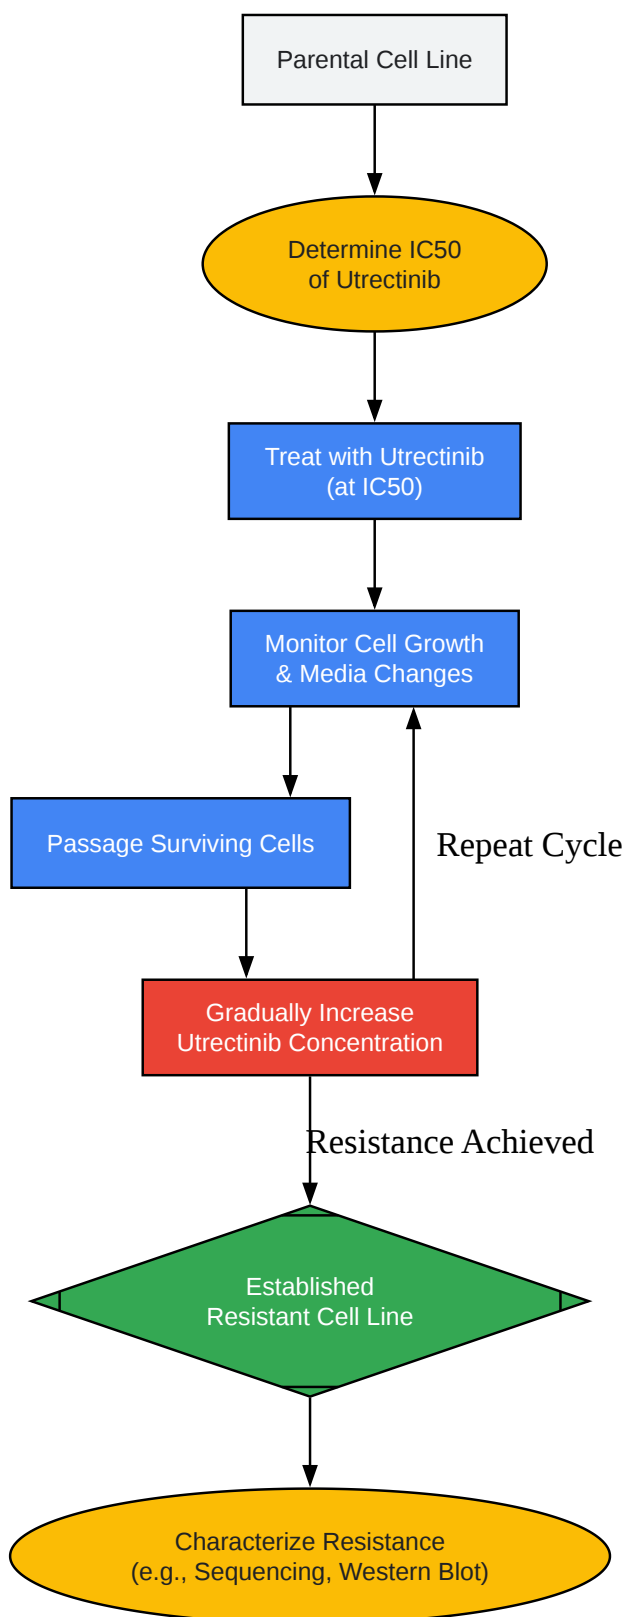 Parental Cell Line
Determine IC50
of Utrectinib
Treat with Utrectinib
(at IC50)
Monitor Cell Growth
& Media Changes
Passage Surviving Cells
Repeat Cycle
Gradually Increase
Utrectinib Concentration
Resistance Achieved
Established
Resistant Cell Line
Characterize Resistance
(e.g., Sequencing, Western Blot)